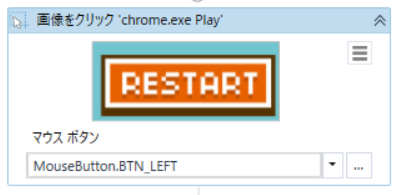 画像をクリック 'chrome.exe Play'
RESTART
マウス ボタン
MouseButton.BTN_LEFT
...